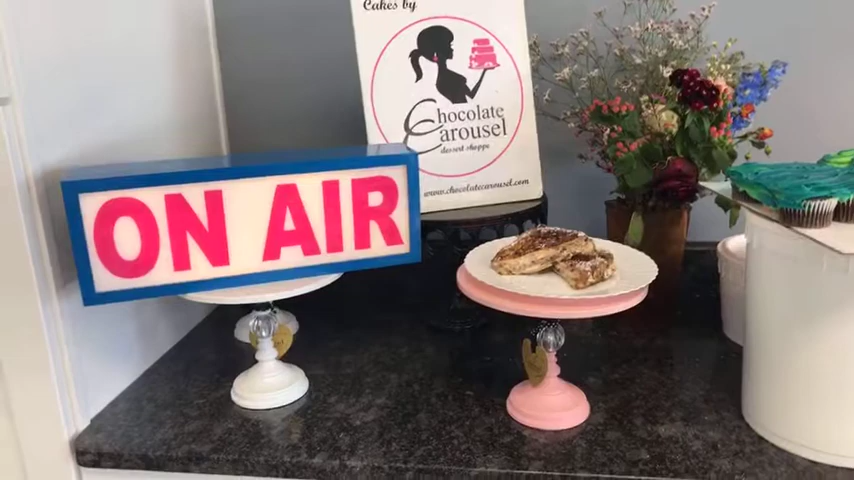 Cakes by
Chocolate
Carousel
dessert shoppe
www.chocolatecarousel.com
ON AIR